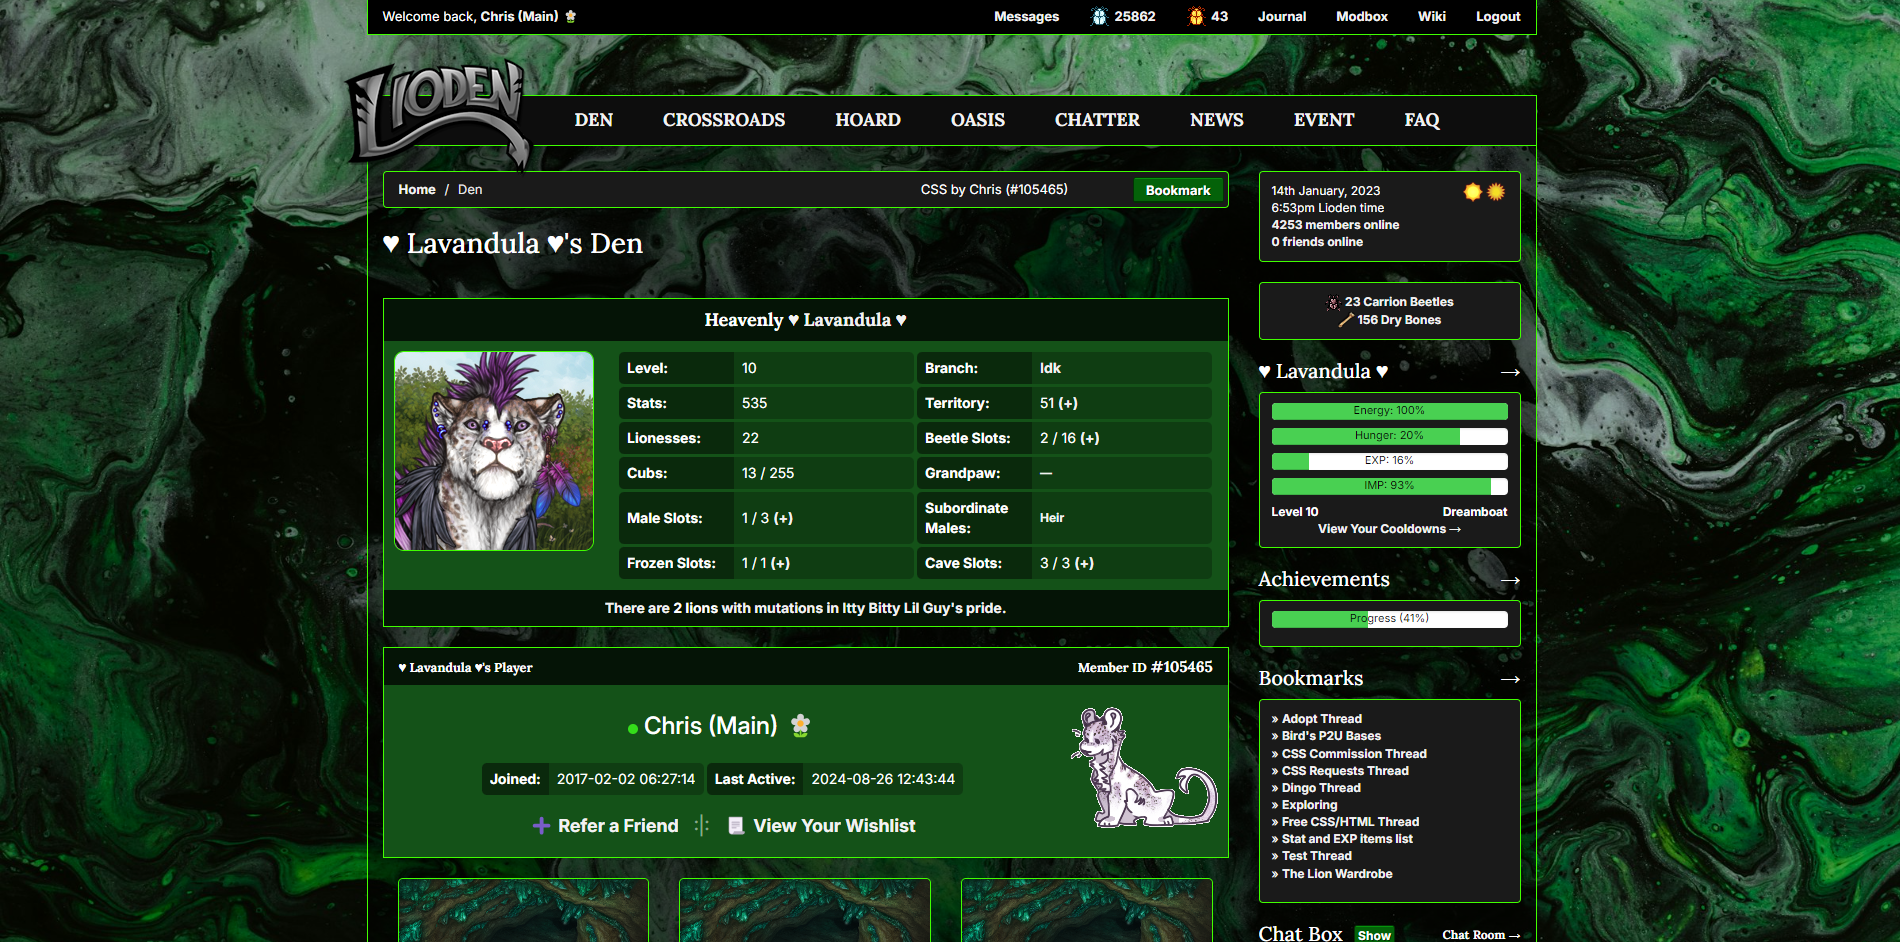 Welcome back, Chris (Main)
Messages 25862 43 Journal Modbox Wiki Logout
LIODEN
DEN CROSSROADS HOARD OASIS CHATTER NEWS EVENT FAQ
Home / Den CSS by Chris (#105465) Bookmark
♥ Lavandula ♥'s Den
Heavenly ♥ Lavandula ♥
Level: 10 Branch: Idk
Stats: 535 Territory: 51 (+)
Lionesses: 22 Beetle Slots: 2 / 16 (+)
Cubs: 13 / 255 Grandpaw: —
Male Slots: 1 / 3 (+) Subordinate Males: Heir
Frozen Slots: 1 / 1 (+) Cave Slots: 3 / 3 (+)
There are 2 lions with mutations in Itty Bitty Lil Guy's pride.
♥ Lavandula ♥'s Player Member ID #105465
Chris (Main)
Joined: 2017-02-02 06:27:14 Last Active: 2024-08-26 12:43:44
Refer a Friend View Your Wishlist
14th January, 2023
6:53pm Lioden time
4253 members online
0 friends online
23 Carrion Beetles
156 Dry Bones
♥ Lavandula ♥ →
Energy: 100%
Hunger: 20%
EXP: 16%
IMP: 93%
Level 10 Dreamboat
View Your Cooldowns →
Achievements →
Progress (41%)
Bookmarks →
» Adopt Thread
» Bird's P2U Bases
» CSS Commission Thread
» CSS Requests Thread
» Dingo Thread
» Exploring
» Free CSS/HTML Thread
» Stat and EXP items list
» Test Thread
» The Lion Wardrobe
Chat Box Show Chat Room →